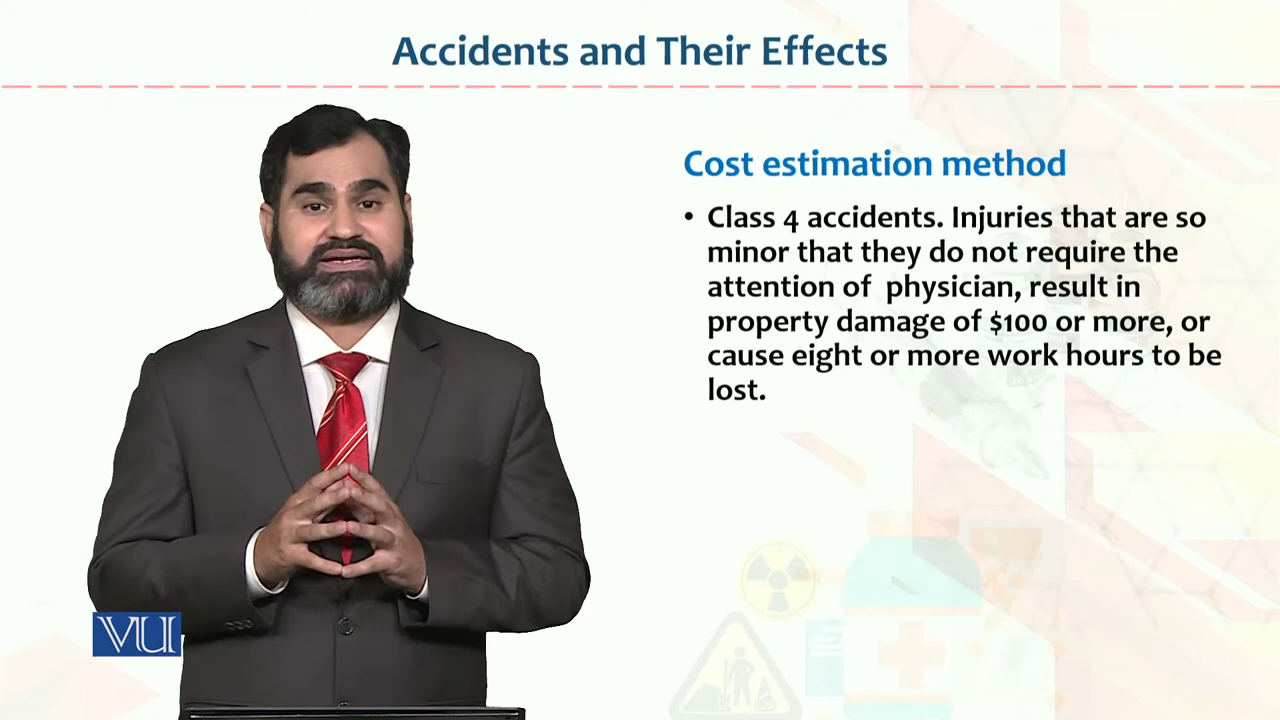 Accidents and Their Effects
Cost estimation method
• Class 4 accidents. Injuries that are so
minor that they do not require the
attention of physician, result in
property damage of $100 or more, or
cause eight or more work hours to be
lost.
VU